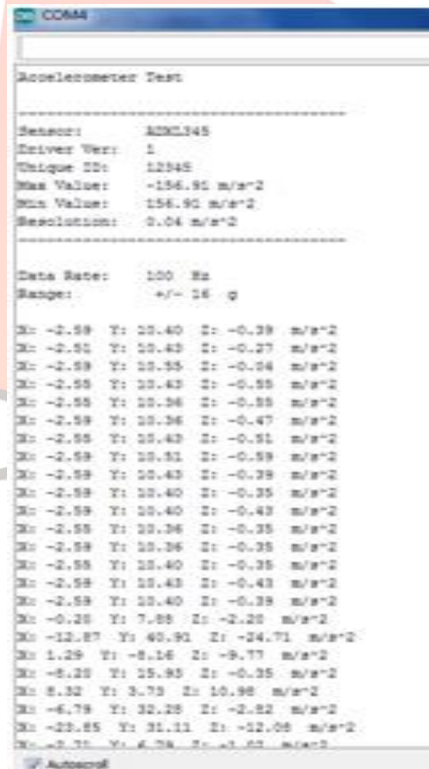 COM4
Accelerometer Test
------------------------------------
Sensor: ADXL345
Driver Ver: 1
Unique ID: 12345
Max Value: -156.91 m/s^2
Min Value: 156.91 m/s^2
Resolution: 0.04 m/s^2
------------------------------------
Data Rate: 100 Hz
Range: +/- 16 g
X: -2.59 Y: 10.40 Z: -0.39 m/s^2
X: -2.51 Y: 10.43 Z: -0.27 m/s^2
X: -2.59 Y: 10.55 Z: -0.04 m/s^2
X: -2.55 Y: 10.43 Z: -0.55 m/s^2
X: -2.55 Y: 10.36 Z: -0.55 m/s^2
X: -2.59 Y: 10.36 Z: -0.47 m/s^2
X: -2.55 Y: 10.43 Z: -0.51 m/s^2
X: -2.59 Y: 10.51 Z: -0.59 m/s^2
X: -2.59 Y: 10.43 Z: -0.39 m/s^2
X: -2.59 Y: 10.40 Z: -0.35 m/s^2
X: -2.59 Y: 10.40 Z: -0.43 m/s^2
X: -2.55 Y: 10.36 Z: -0.35 m/s^2
X: -2.59 Y: 10.36 Z: -0.35 m/s^2
X: -2.55 Y: 10.40 Z: -0.35 m/s^2
X: -2.59 Y: 10.43 Z: -0.43 m/s^2
X: -2.59 Y: 10.40 Z: -0.39 m/s^2
X: -0.20 Y: 7.88 Z: -2.20 m/s^2
X: -12.87 Y: 40.91 Z: -24.71 m/s^2
X: 1.29 Y: -8.16 Z: -9.77 m/s^2
X: -8.20 Y: 15.93 Z: -0.35 m/s^2
X: 8.32 Y: 3.73 Z: 10.98 m/s^2
X: -6.79 Y: 32.28 Z: -2.82 m/s^2
X: -23.85 Y: 31.11 Z: -12.08 m/s^2
X: -2.71 Y: 6.79 Z: -1.02 m/s^2
Autoscroll